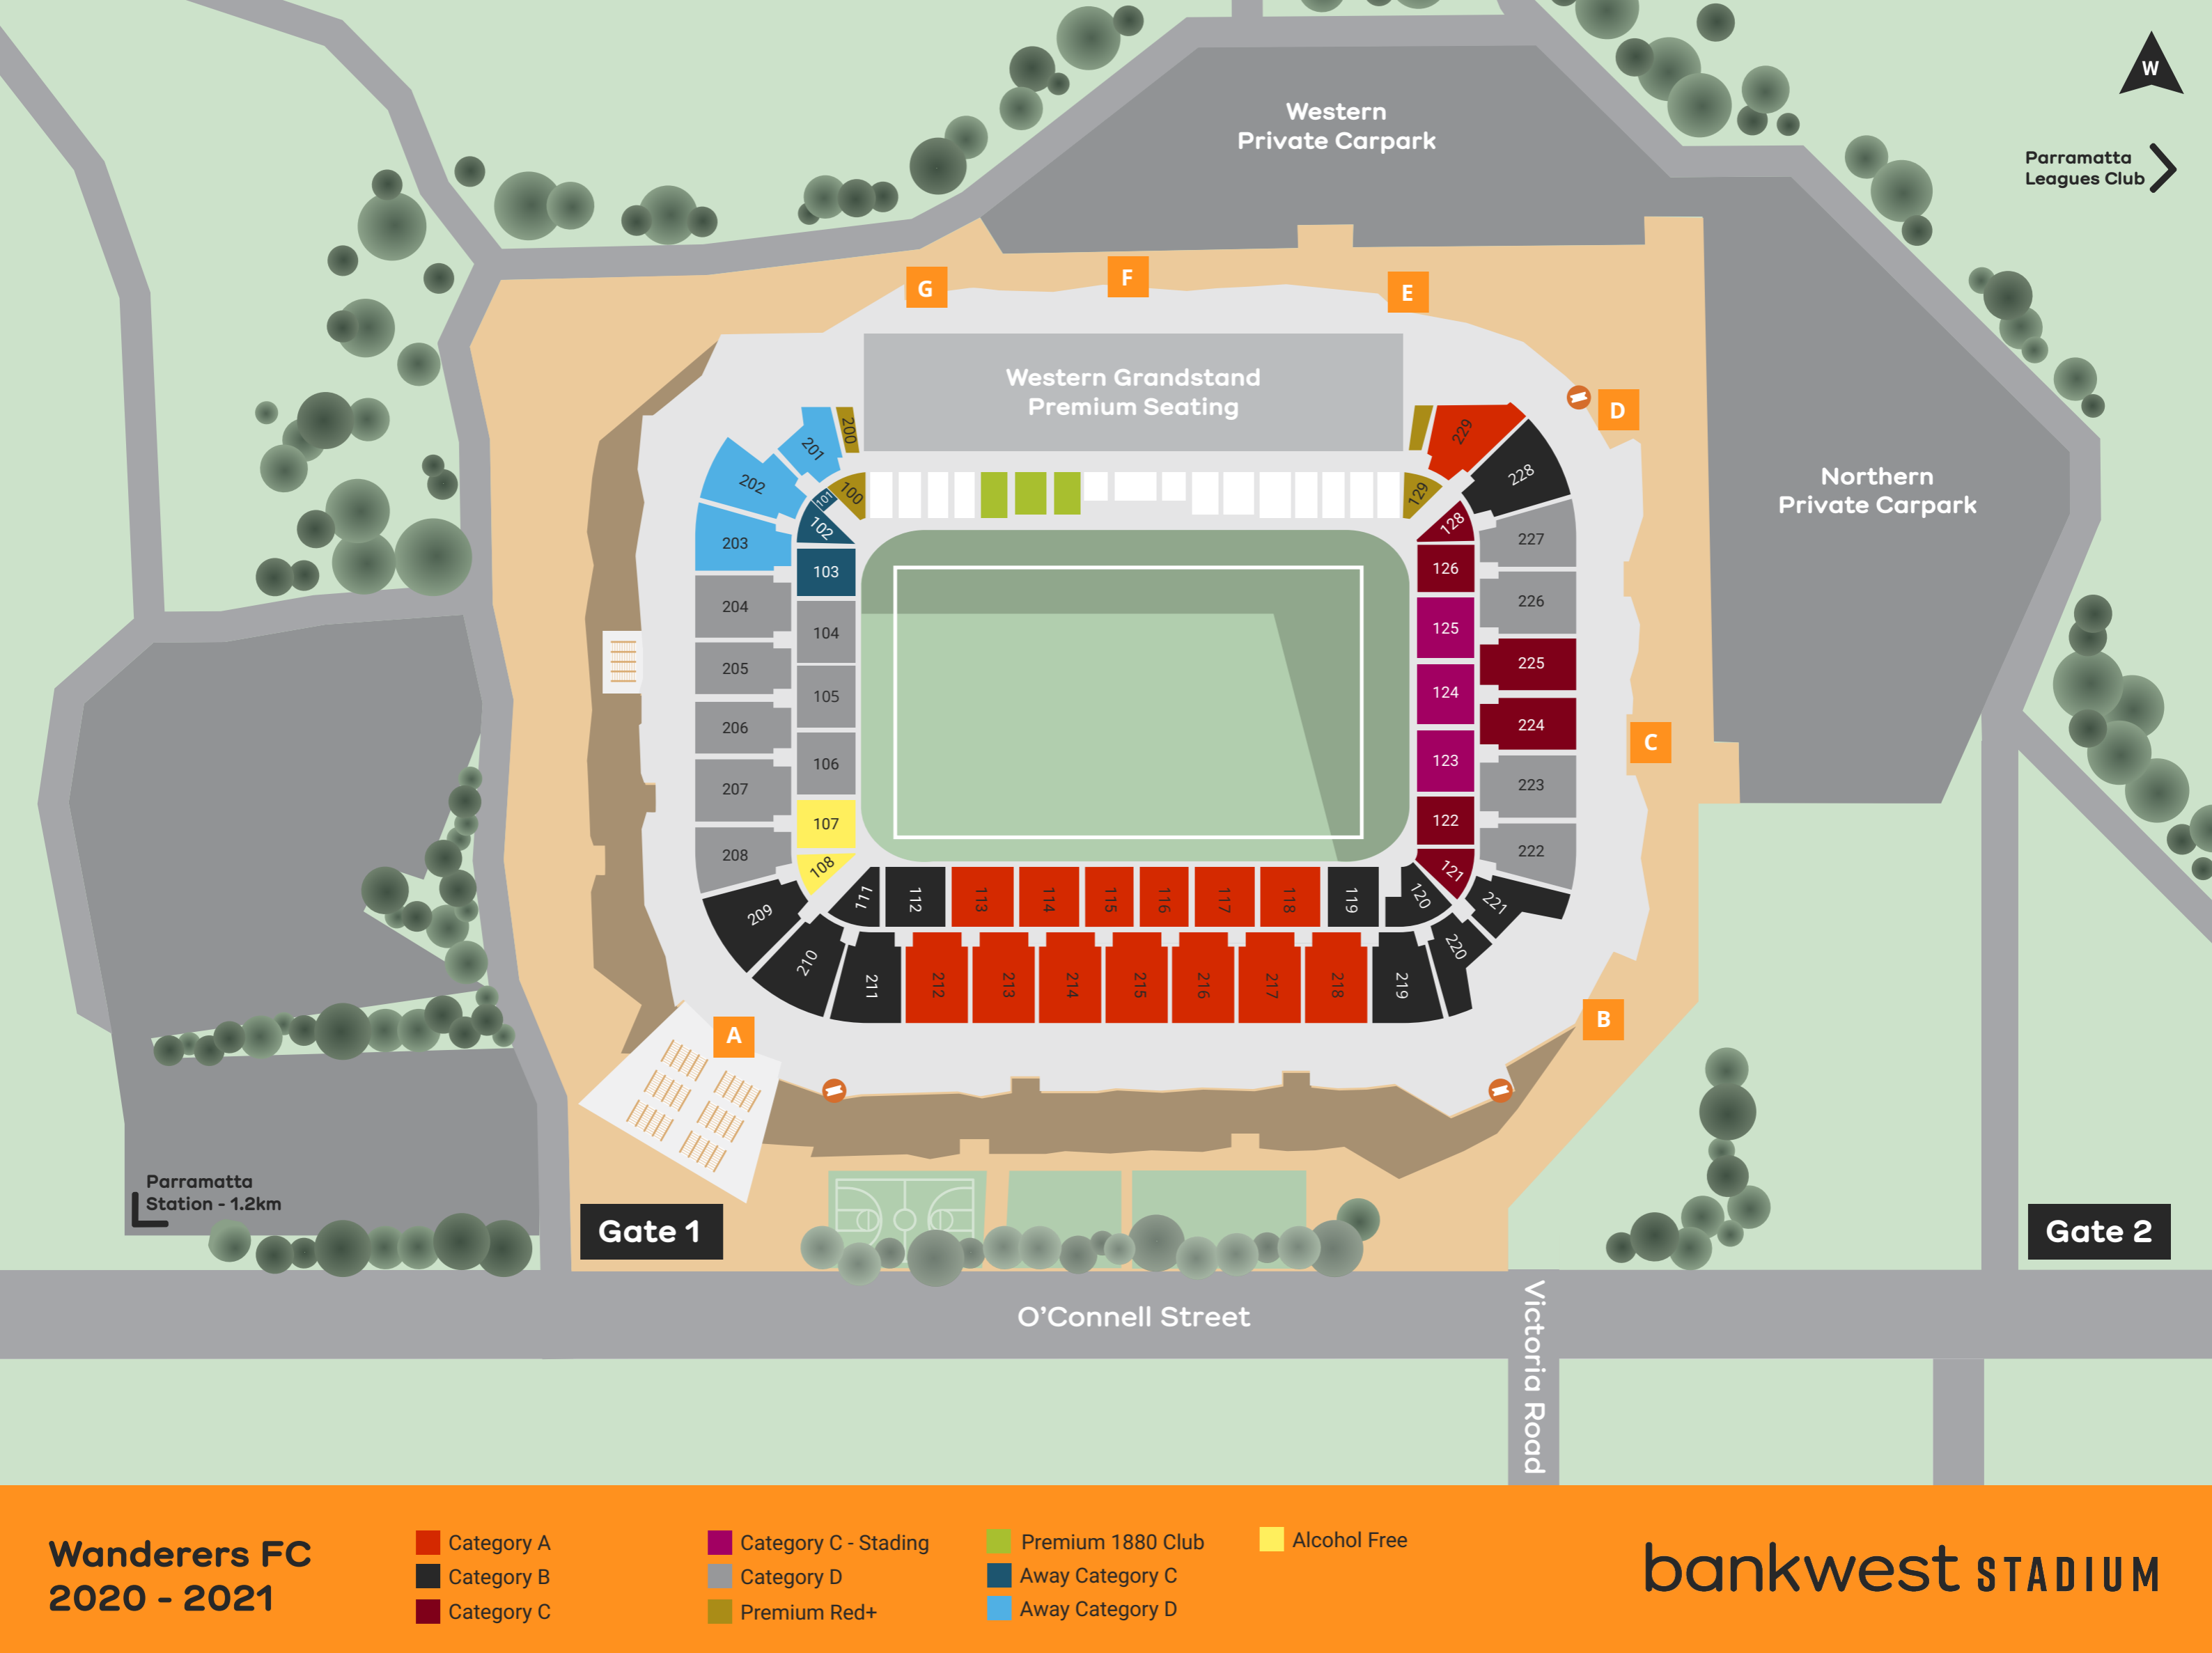 W
Western
Private Carpark
Parramatta
Leagues Club
G
F
E
D
Western Grandstand
Premium Seating
Northern
Private Carpark
200
201
202
203
204
205
206
207
208
209
210
211
212
213
214
215
216
217
218
219
220
221
222
223
224
225
226
227
228
229
100
101
102
103
104
105
106
107
108
111
112
113
114
115
116
117
118
119
120
121
122
123
124
125
126
128
129
C
B
A
Parramatta
Station - 1.2km
Gate 1
Gate 2
O'Connell Street
Victoria Road
Wanderers FC
2020 - 2021
Category A
Category B
Category C
Category C - Stading
Category D
Premium Red+
Premium 1880 Club
Away Category C
Away Category D
Alcohol Free
bankwest STADIUM